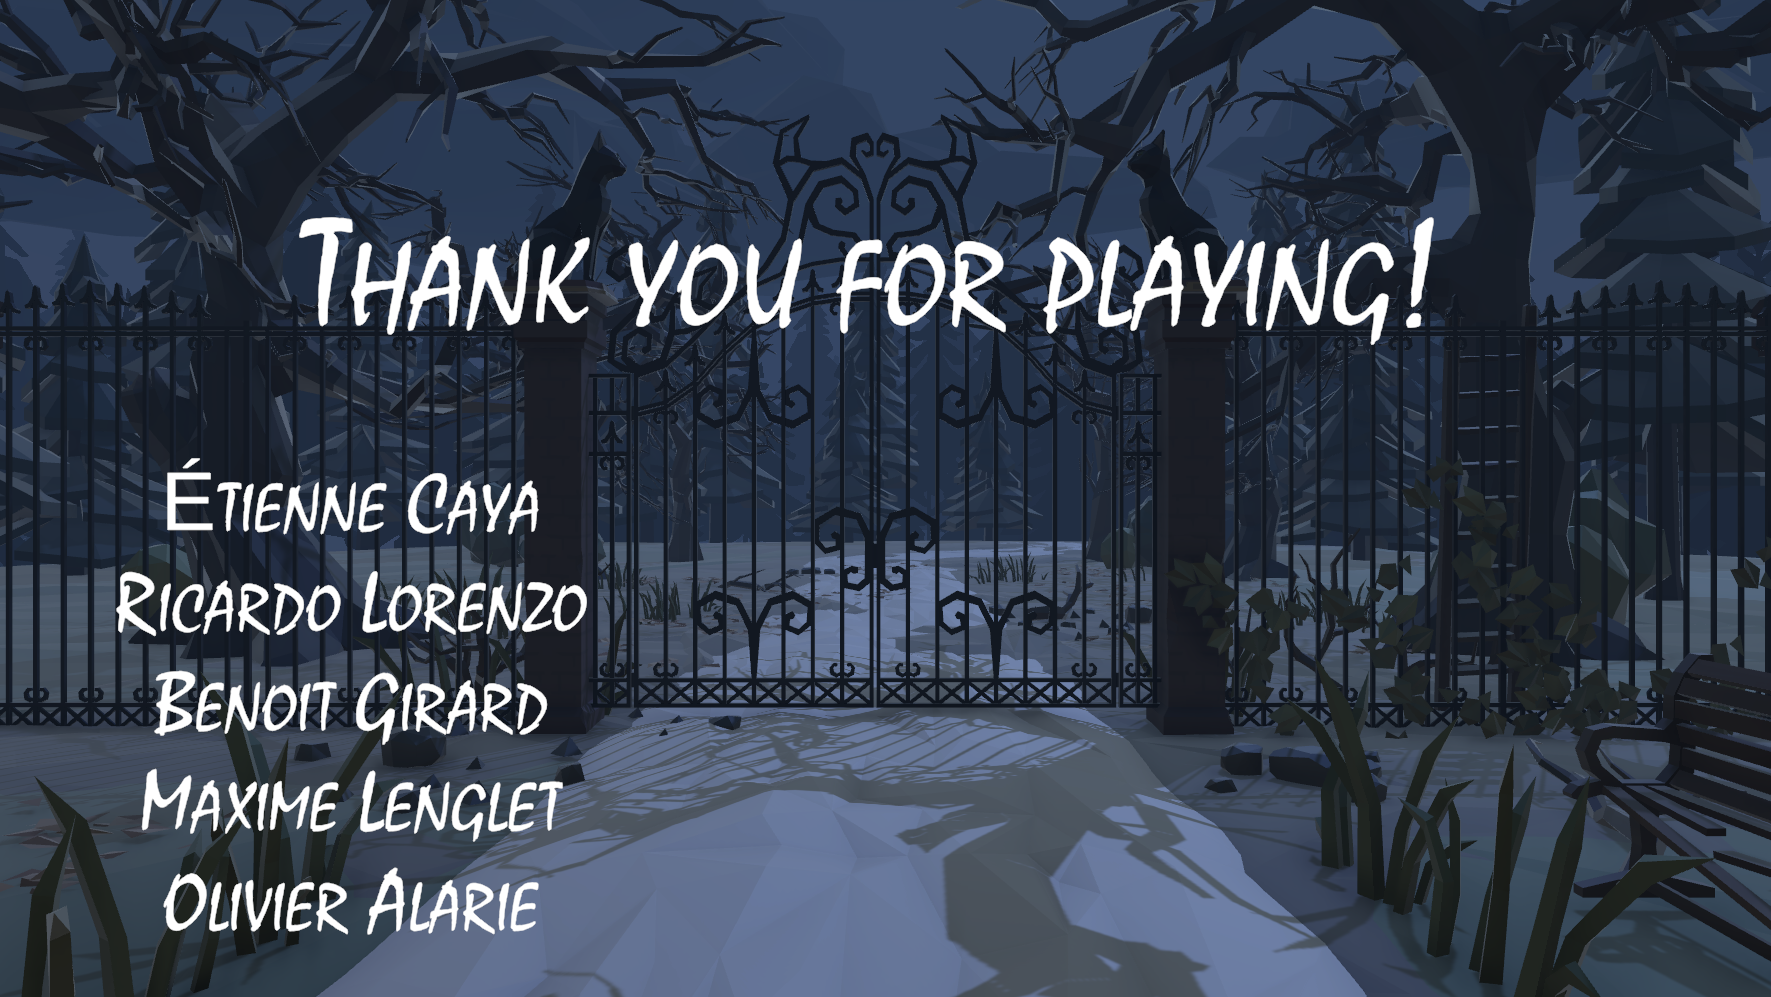 Thank you for playing!
Étienne Caya
Ricardo Lorenzo
Benoit Girard
Maxime Lenglet
Olivier Alarie